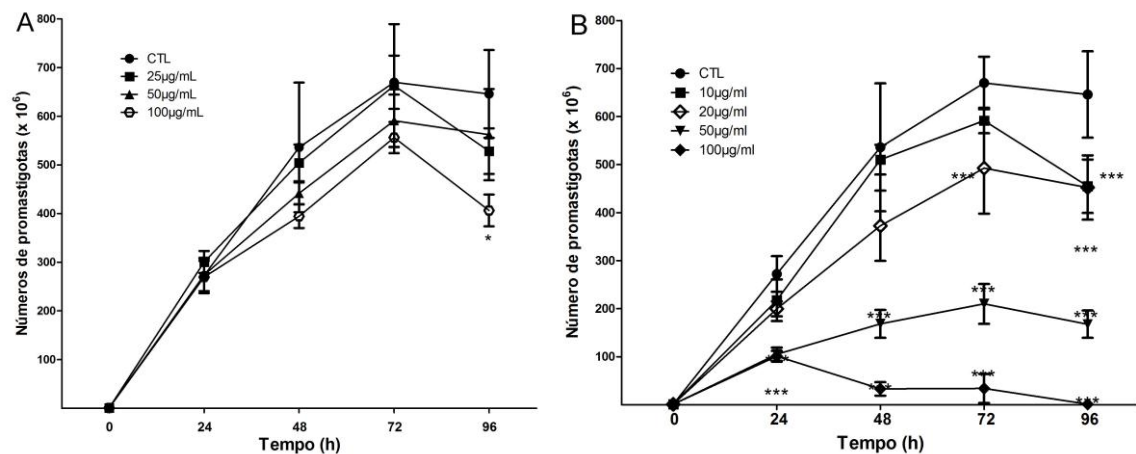 A
Números de promastigotas (x 10⁶)
800
700
600
500
400
300
200
100
0
CTL
25µg/mL
50µg/mL
100µg/mL
*
0 24 48 72 96
Tempo (h)
B
Número de promastigotas (x 10⁶)
800
700
600
500
400
300
200
100
CTL
10µg/ml
20µg/ml
50µg/ml
100µg/ml
*** ***
***
***
*** ***
***
***
*** ***
***
0 24 48 72 96
Tempo (h)